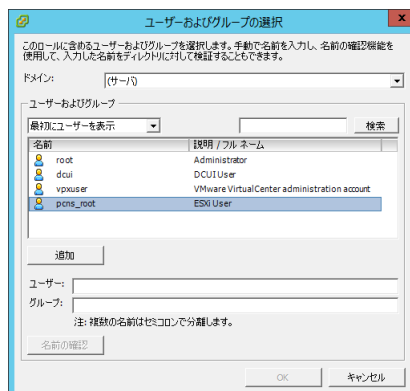 ユーザーおよびグループの選択
このロールに含めるユーザーおよびグループを選択します。手動で名前を入力し、名前の確認機能を
使用して、入力した名前をディレクトリに対して検証することもできます。
ドメイン: (サーバ)
ユーザーおよびグループ
最初にユーザーを表示 検索
名前 説明 / フル ネーム
root Administrator
dcui DCUI User
vpxuser VMware VirtualCenter administration account
pcns_root ESXi User
追加
ユーザー:
グループ:
注: 複数の名前はセミコロンで分離します。
名前の確認
OK キャンセル